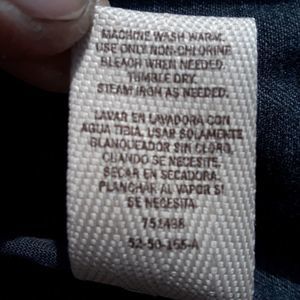 MACHINE WASH WARM.
USE ONLY NON-CHLORINE
BLEACH WHEN NEEDED.
TUMBLE DRY.
STEAM IRON AS NEEDED.
LAVAR EN LAVADORA CON
AGUA TIBIA. USAR SOLAMENTE
BLANQUEADOR SIN CLORO,
CUANDO SE NECESITE.
SECAR EN SECADORA.
PLANCHAR AL VAPOR SI
SE NECESITA.
751438
52-50-155-A